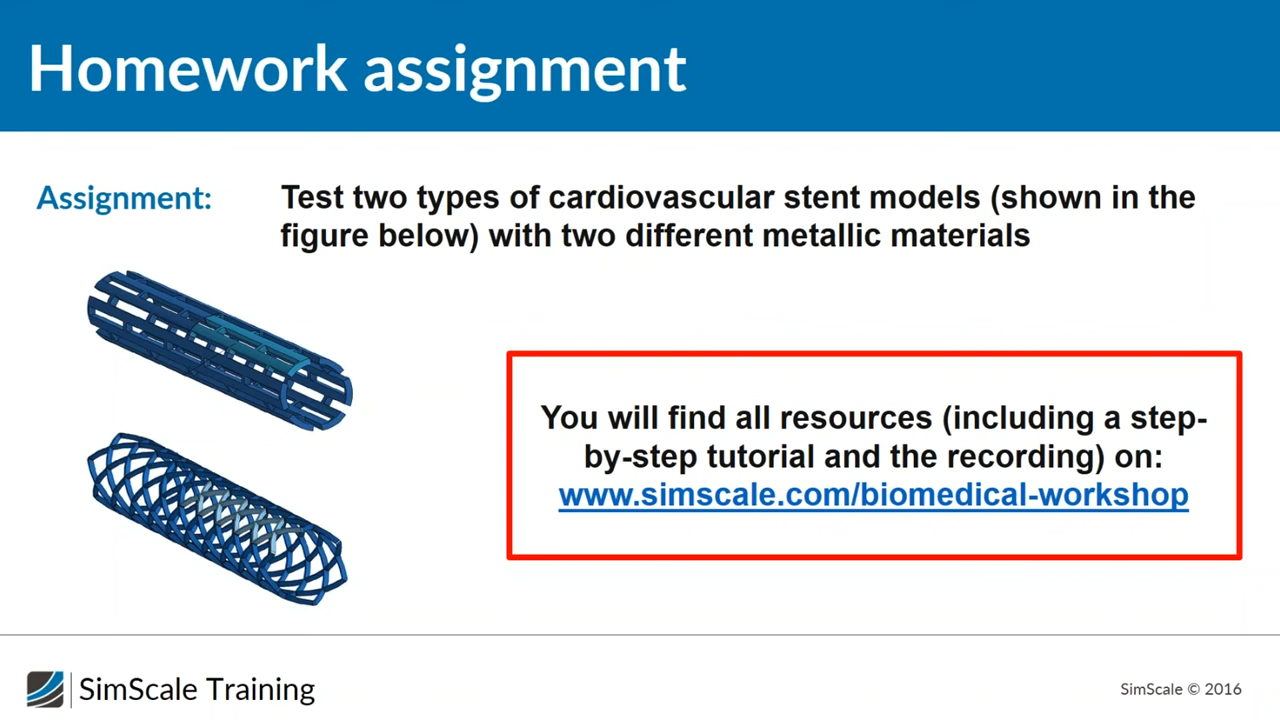 Homework assignment
Assignment:
Test two types of cardiovascular stent models (shown in the
figure below) with two different metallic materials
You will find all resources (including a step-
by-step tutorial and the recording) on:
www.simscale.com/biomedical-workshop
SimScale Training
SimScale © 2016